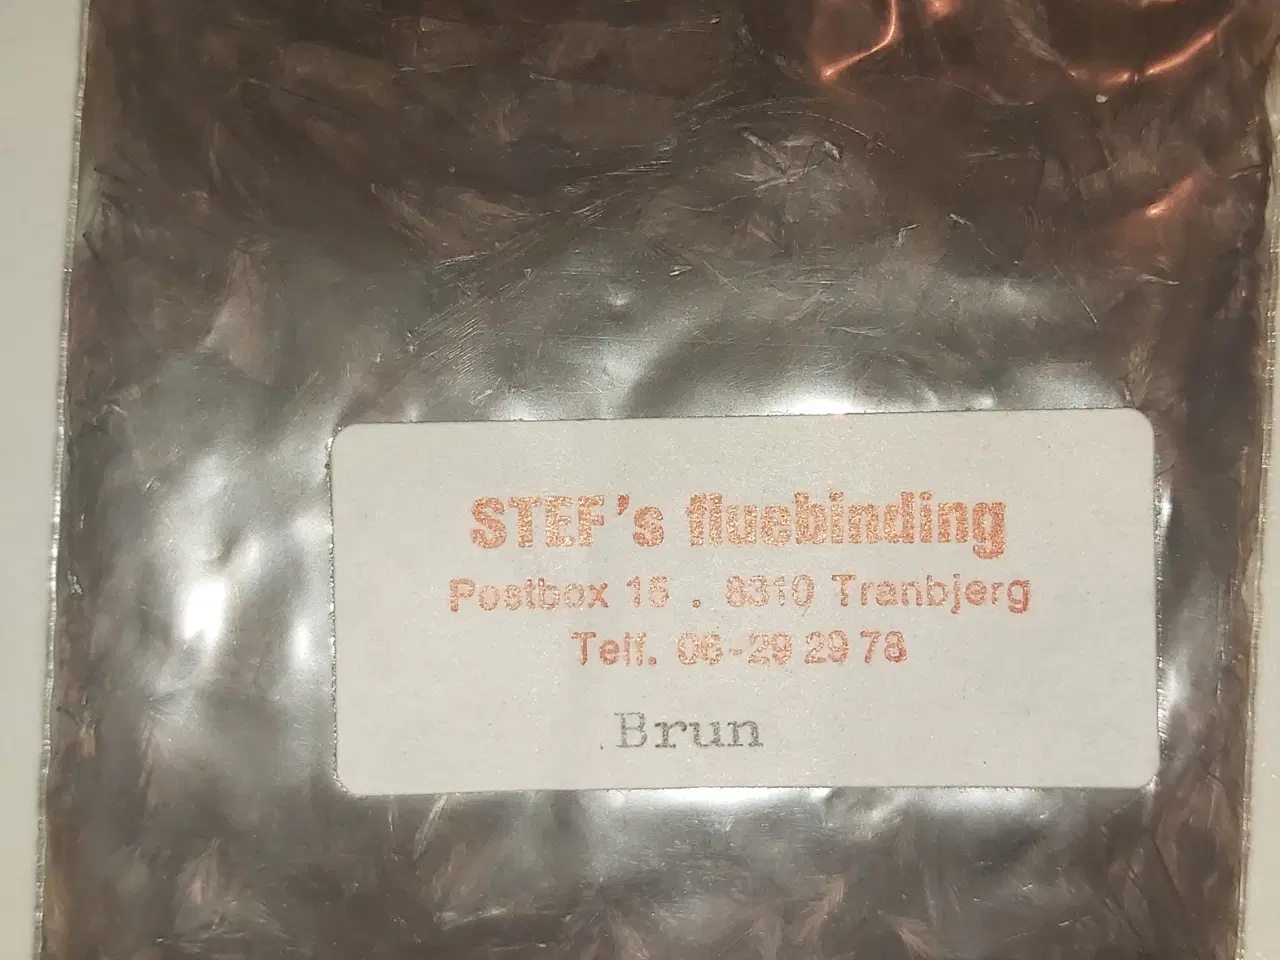 STEF's fluebinding
Postbox 15 . 8310 Tranbjerg
Telf. 06-29 29 78
Brun